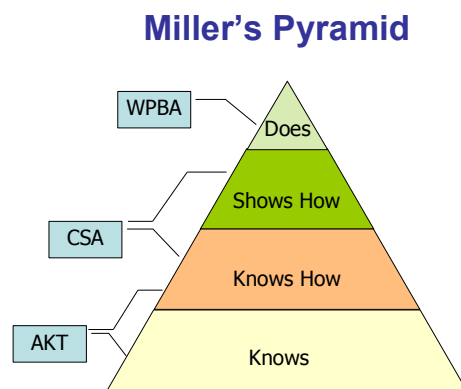 Miller's Pyramid
WPBA
Does
Shows How
CSA
Knows How
AKT
Knows